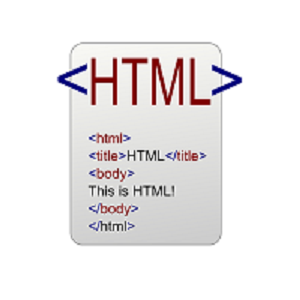 <HTML>
<html>
<title>HTML</title>
<body>
This is HTML!
</body>
</html>